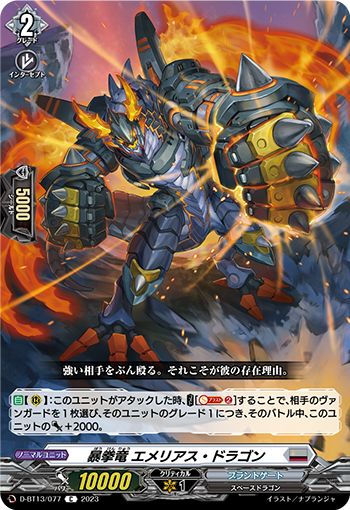 2
グレード
インターセプト
5000
シールド
強い相手をぶん殴る。それこそが彼の存在理由。
自【R】:このユニットがアタックした時、【コスト】【ソウルブラスト2】することで、相手のヴァ
ンガードを1枚選び、そのユニットのグレード1につき、そのバトル中、このユニッ
トの+2000。
ノーマルユニット
暴拳竜 エメリアス・ドラゴン
パワー
10000
クリティカル
1
ブラントゲート
スペースドラゴン
D-BT13/077 C 2023
イラスト/ナブランジャ